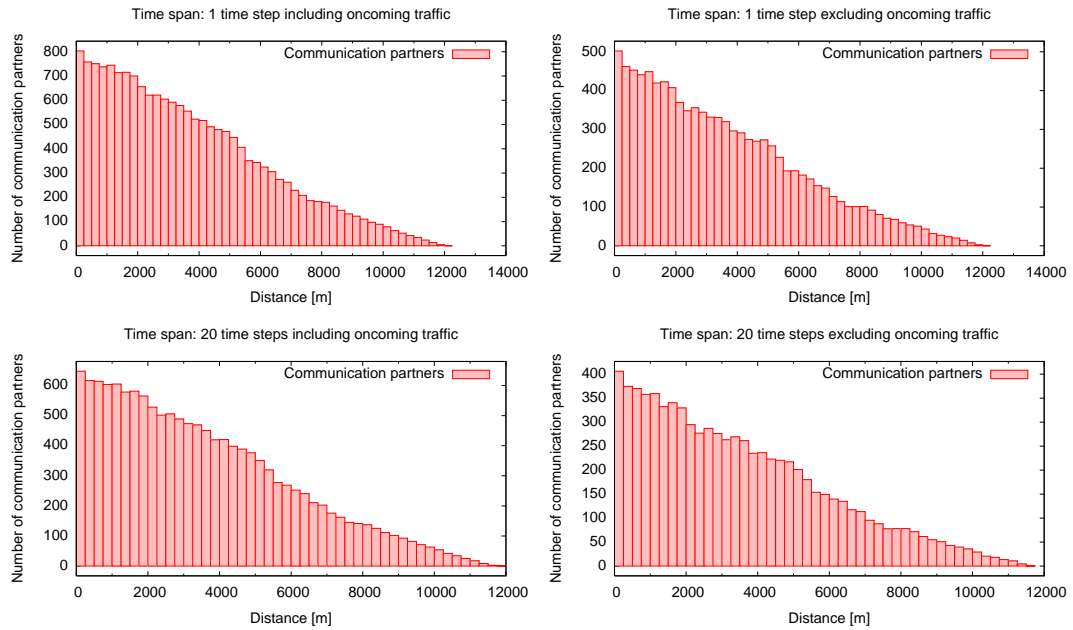 Time span: 1 time step including oncoming traffic
Number of communication partners
800
700
600
500
400
300
200
100
0
Communication partners
0 2000 4000 6000 8000 10000 12000 14000
Distance [m]
Time span: 1 time step excluding oncoming traffic
Number of communication partners
500
400
300
200
100
0
Communication partners
0 2000 4000 6000 8000 10000 12000 14000
Distance [m]
Time span: 20 time steps including oncoming traffic
Number of communication partners
600
500
400
300
200
100
0
Communication partners
0 2000 4000 6000 8000 10000 12000
Distance [m]
Time span: 20 time steps excluding oncoming traffic
Number of communication partners
400
350
300
250
200
150
100
50
0
Communication partners
0 2000 4000 6000 8000 10000 12000
Distance [m]